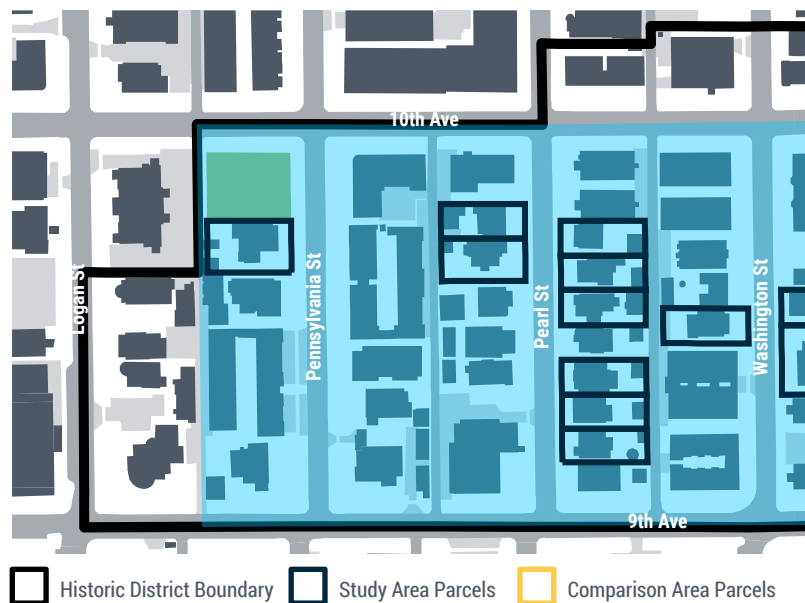 10th Ave
Logan St
Pennsylvania St
Pearl St
Washington St
9th Ave
Historic District Boundary
Study Area Parcels
Comparison Area Parcels